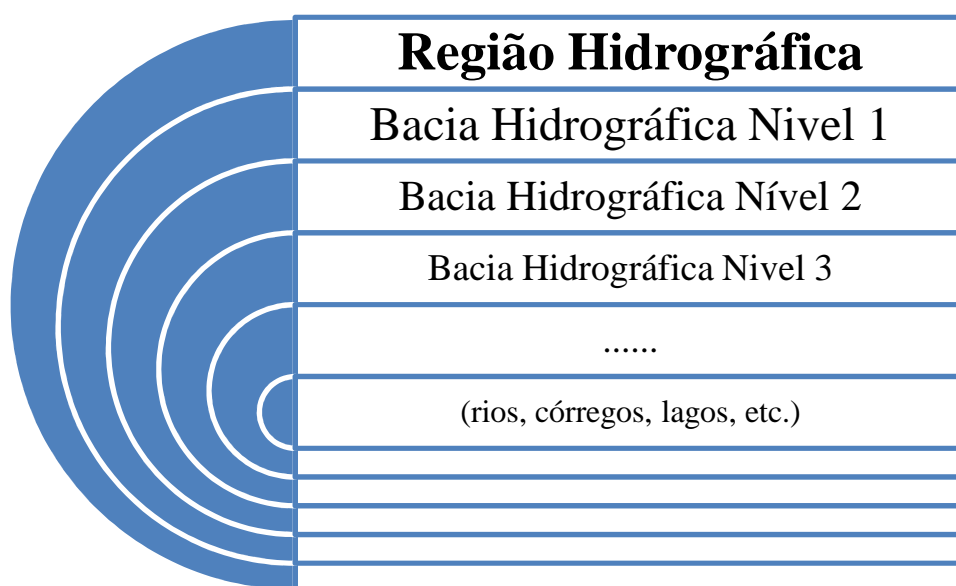 Região Hidrográfica
Bacia Hidrográfica Nivel 1
Bacia Hidrográfica Nível 2
Bacia Hidrográfica Nivel 3
......
(rios, córregos, lagos, etc.)